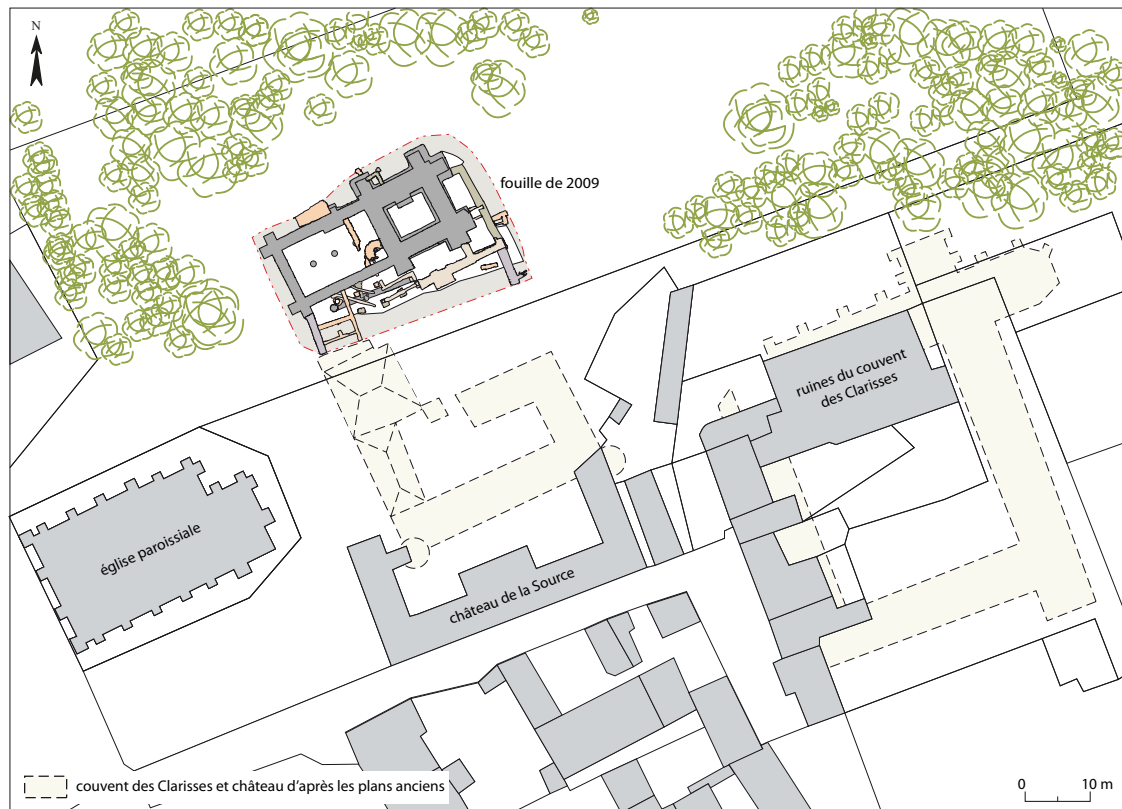 N
fouille de 2009
ruines du couvent
des Clarisses
église paroissiale
château de la Source
couvent des Clarisses et château d'après les plans anciens
0 10 m